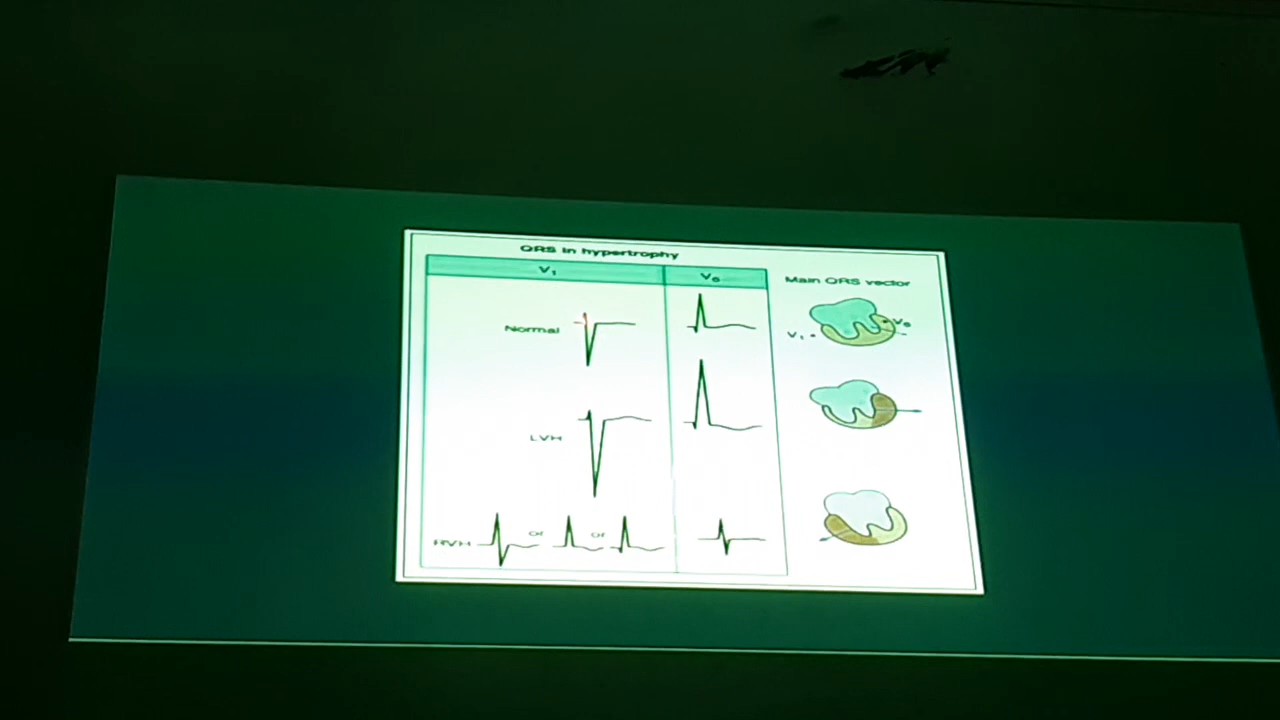 QRS in hypertrophy
V₁ V₆
Main QRS vector
Normal
V₁ V₆
LVH
RVH or or